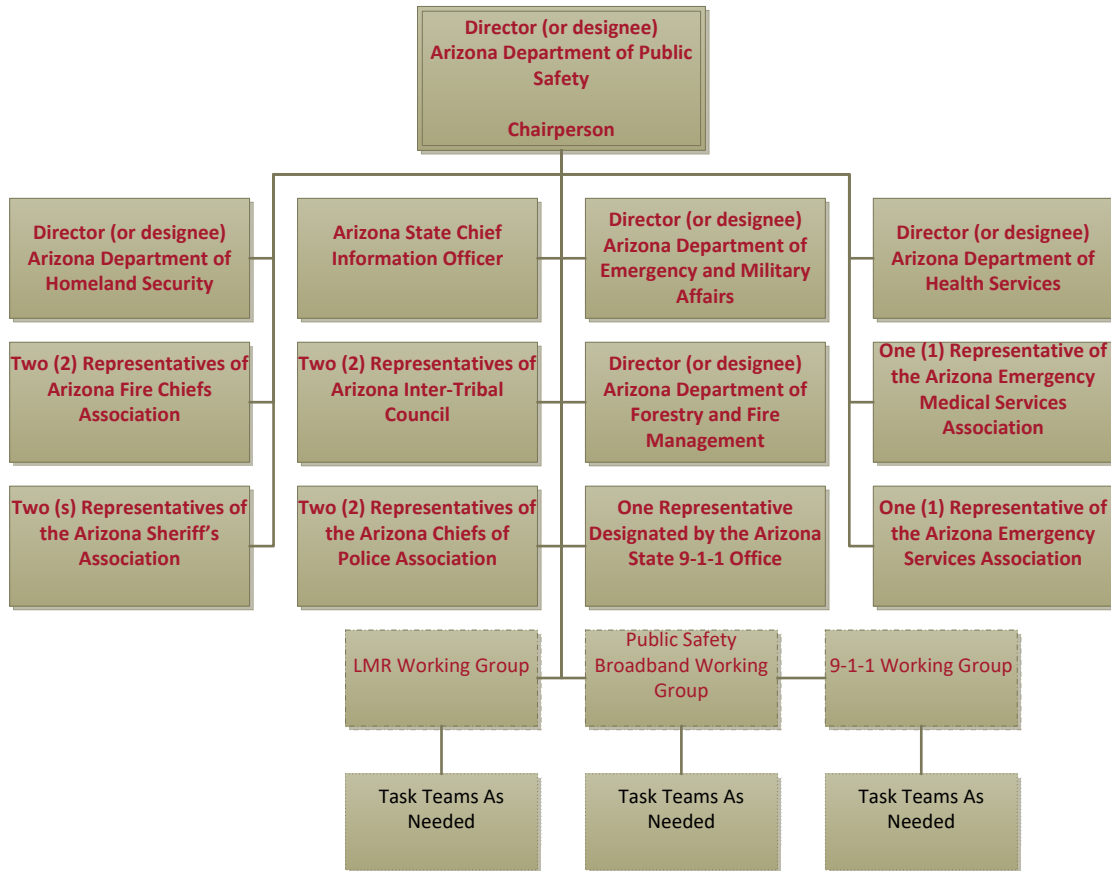 Director (or designee)
Arizona Department of Public
Safety
Chairperson
Director (or designee)
Arizona Department of
Homeland Security
Arizona State Chief
Information Officer
Director (or designee)
Arizona Department of
Emergency and Military
Affairs
Director (or designee)
Arizona Department of
Health Services
Two (2) Representatives of
Arizona Fire Chiefs
Association
Two (2) Representatives of
Arizona Inter-Tribal
Council
Director (or designee)
Arizona Department of
Forestry and Fire
Management
One (1) Representative of
the Arizona Emergency
Medical Services
Association
Two (s) Representatives of
the Arizona Sheriff’s
Association
Two (2) Representatives of
the Arizona Chiefs of
Police Association
One Representative
Designated by the Arizona
State 9-1-1 Office
One (1) Representative of
the Arizona Emergency
Services Association
LMR Working Group
Public Safety
Broadband Working
Group
9-1-1 Working Group
Task Teams As
Needed
Task Teams As
Needed
Task Teams As
Needed